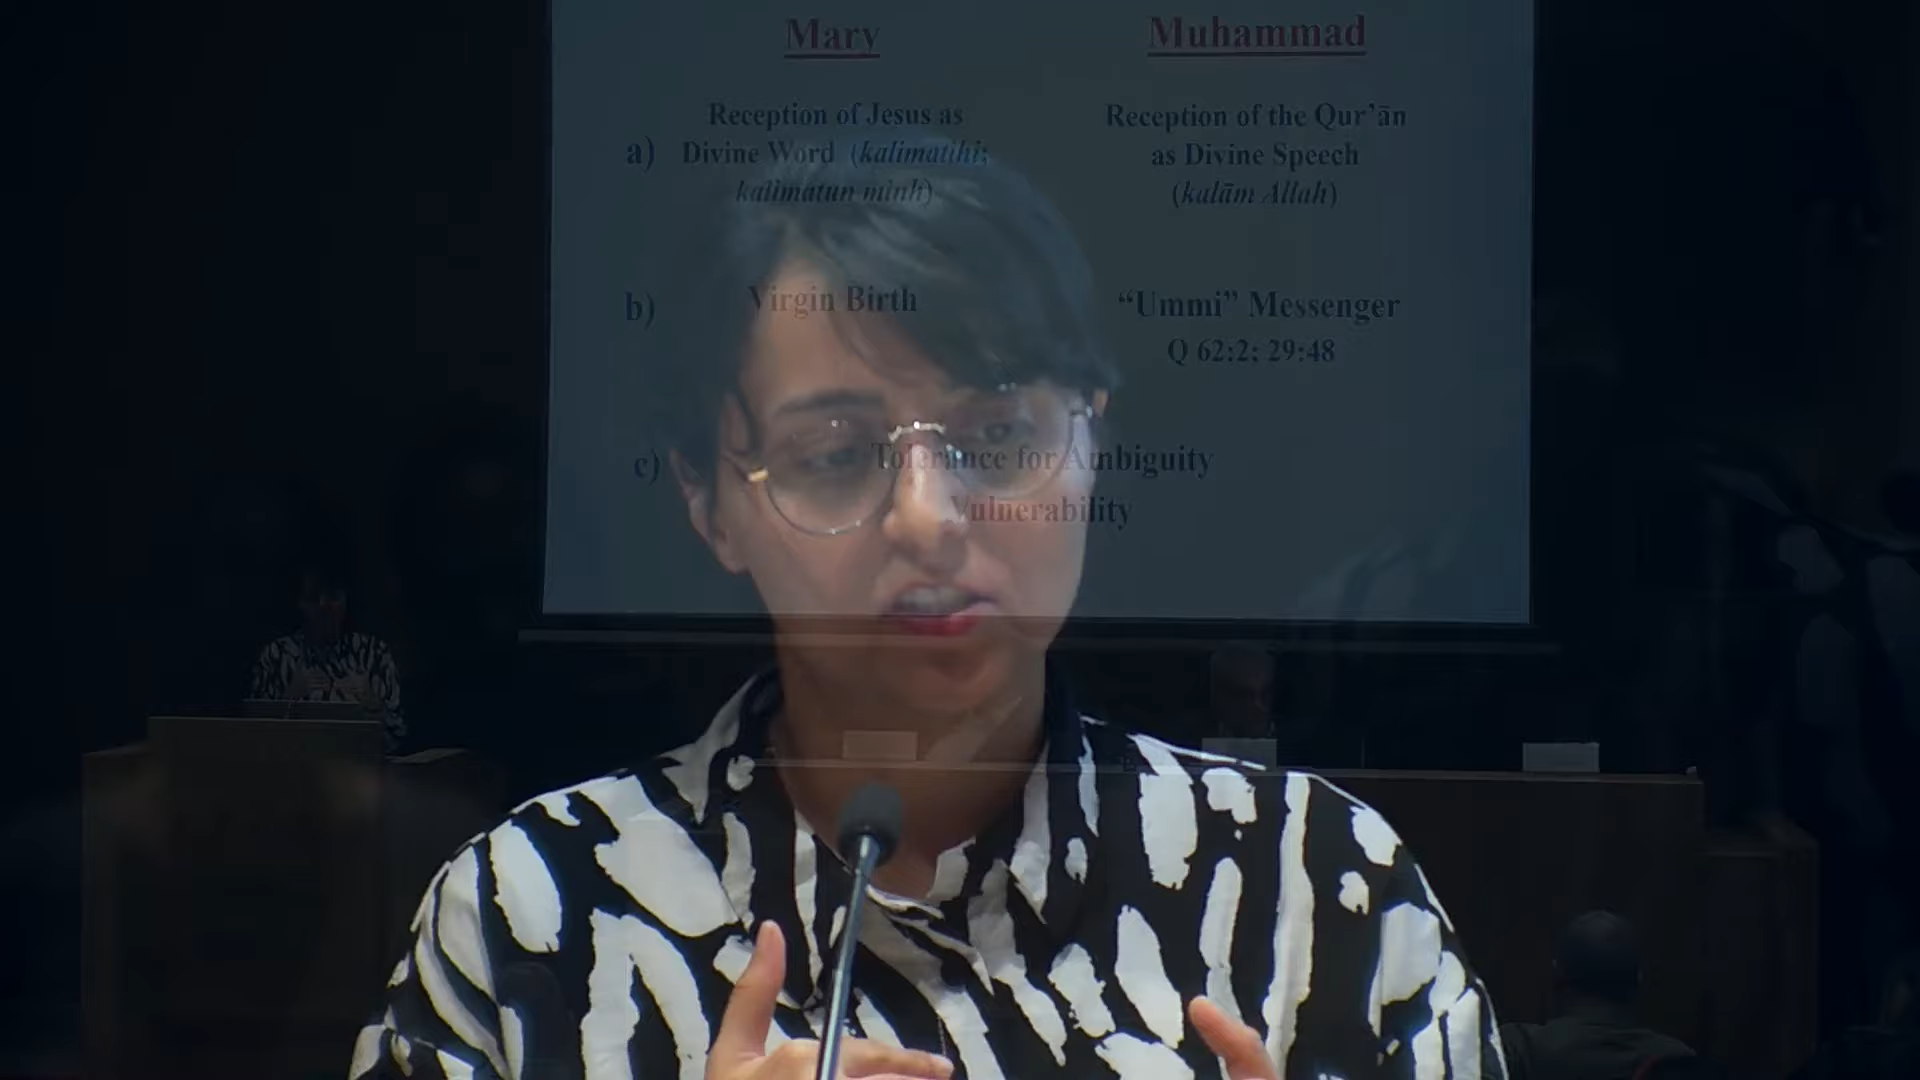 Mary
Muhammad
Reception of Jesus as
a) Divine Word (kalimatihi;
kalimatun minh)
Reception of the Qur’ān
as Divine Speech
(kalām Allah)
b) Virgin Birth
“Ummi” Messenger
Q 62:2; 29:48
c) Tolerance for Ambiguity
Vulnerability